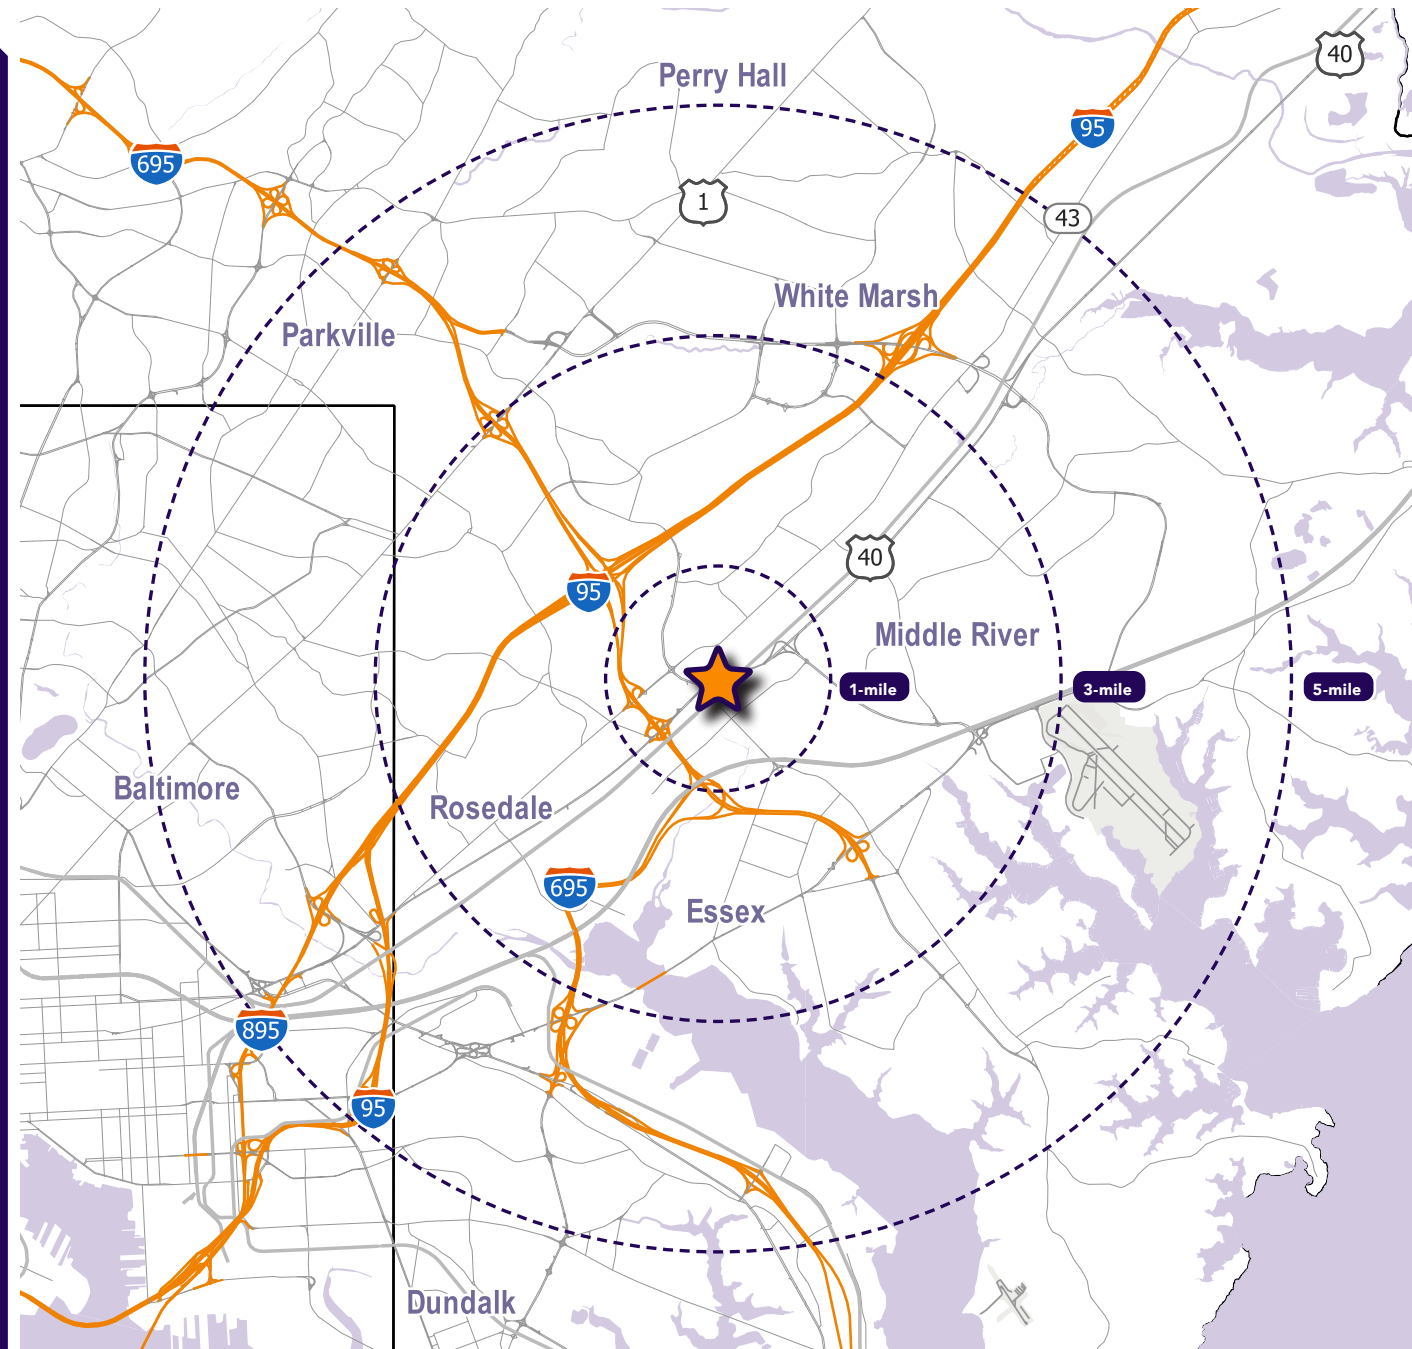 40
Perry Hall
95
695
1
43
White Marsh
Parkville
40
95
Middle River
1-mile
3-mile
5-mile
Baltimore
Rosedale
695
Essex
895
95
Dundalk